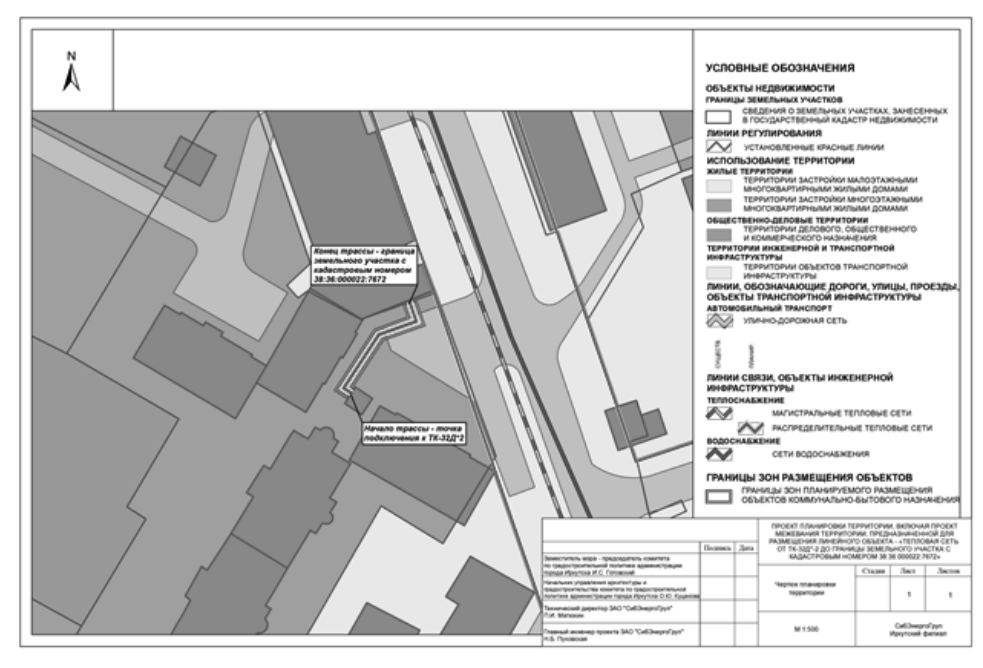 N
Конец трассы - граница
земельного участка с
кадастровым номером
38:36:000022:7672
Начало трассы - точка
подключения к ТК-32Д*2
УСЛОВНЫЕ ОБОЗНАЧЕНИЯ
ОБЪЕКТЫ НЕДВИЖИМОСТИ
ГРАНИЦЫ ЗЕМЕЛЬНЫХ УЧАСТКОВ
СВЕДЕНИЯ О ЗЕМЕЛЬНЫХ УЧАСТКАХ, ЗАНЕСЕННЫХ
В ГОСУДАРСТВЕННЫЙ КАДАСТР НЕДВИЖИМОСТИ
ЛИНИИ РЕГУЛИРОВАНИЯ
УСТАНОВЛЕННЫЕ КРАСНЫЕ ЛИНИИ
ИСПОЛЬЗОВАНИЕ ТЕРРИТОРИИ
ЖИЛЫЕ ТЕРРИТОРИИ
ТЕРРИТОРИИ ЗАСТРОЙКИ МАЛОЭТАЖНЫМИ
МНОГОКВАРТИРНЫМИ ЖИЛЫМИ ДОМАМИ
ТЕРРИТОРИИ ЗАСТРОЙКИ МНОГОЭТАЖНЫМИ
МНОГОКВАРТИРНЫМИ ЖИЛЫМИ ДОМАМИ
ОБЩЕСТВЕННО-ДЕЛОВЫЕ ТЕРРИТОРИИ
ТЕРРИТОРИИ ДЕЛОВОГО, ОБЩЕСТВЕННОГО
И КОММЕРЧЕСКОГО НАЗНАЧЕНИЯ
ТЕРРИТОРИИ ИНЖЕНЕРНОЙ И ТРАНСПОРТНОЙ
ИНФРАСТРУКТУРЫ
ТЕРРИТОРИИ ОБЪЕКТОВ ТРАНСПОРТНОЙ
ИНФРАСТРУКТУРЫ
ЛИНИИ, ОБОЗНАЧАЮЩИЕ ДОРОГИ, УЛИЦЫ, ПРОЕЗДЫ,
ОБЪЕКТЫ ТРАНСПОРТНОЙ ИНФРАСТРУКТУРЫ
АВТОМОБИЛЬНЫЙ ТРАНСПОРТ
УЛИЧНО-ДОРОЖНАЯ СЕТЬ
СУЩЕСТВ.
ПЛАНИР.
ЛИНИИ СВЯЗИ, ОБЪЕКТЫ ИНЖЕНЕРНОЙ
ИНФРАСТРУКТУРЫ
ТЕПЛОСНАБЖЕНИЕ
МАГИСТРАЛЬНЫЕ ТЕПЛОВЫЕ СЕТИ
РАСПРЕДЕЛИТЕЛЬНЫЕ ТЕПЛОВЫЕ СЕТИ
ВОДОСНАБЖЕНИЕ
СЕТИ ВОДОСНАБЖЕНИЯ
ГРАНИЦЫ ЗОН РАЗМЕЩЕНИЯ ОБЪЕКТОВ
ГРАНИЦЫ ЗОН ПЛАНИРУЕМОГО РАЗМЕЩЕНИЯ
ОБЪЕКТОВ КОММУНАЛЬНО-БЫТОВОГО НАЗНАЧЕНИЯ
ПРОЕКТ ПЛАНИРОВКИ ТЕРРИТОРИИ, ВКЛЮЧАЯ ПРОЕКТ
МЕЖЕВАНИЯ ТЕРРИТОРИИ, ПРЕДНАЗНАЧЕННОЙ ДЛЯ
РАЗМЕЩЕНИЯ ЛИНЕЙНОГО ОБЪЕКТА - «ТЕПЛОВАЯ СЕТЬ
ОТ ТК-32Д*-2 ДО ГРАНИЦЫ ЗЕМЕЛЬНОГО УЧАСТКА С
КАДАСТРОВЫМ НОМЕРОМ 38:36:000022:7672»
Подпись Дата
Заместитель мэра - председатель комитета
по градостроительной политике администрации
города Иркутска И.С. Готовский
Начальник управления архитектуры и
градостроительства комитета по градостроительной
политике администрации города Иркутска О.Ю.
Технический директор ЗАО "СибЭнергоГруп"
П.И.
Главный инженер проекта ЗАО "СибЭнергоГруп"
Н.Б. Пуховская
Чертеж планировки
территории
Стадия Лист Листов
1 1
М 1:500
СибЭнергоГруп
Иркутский филиал